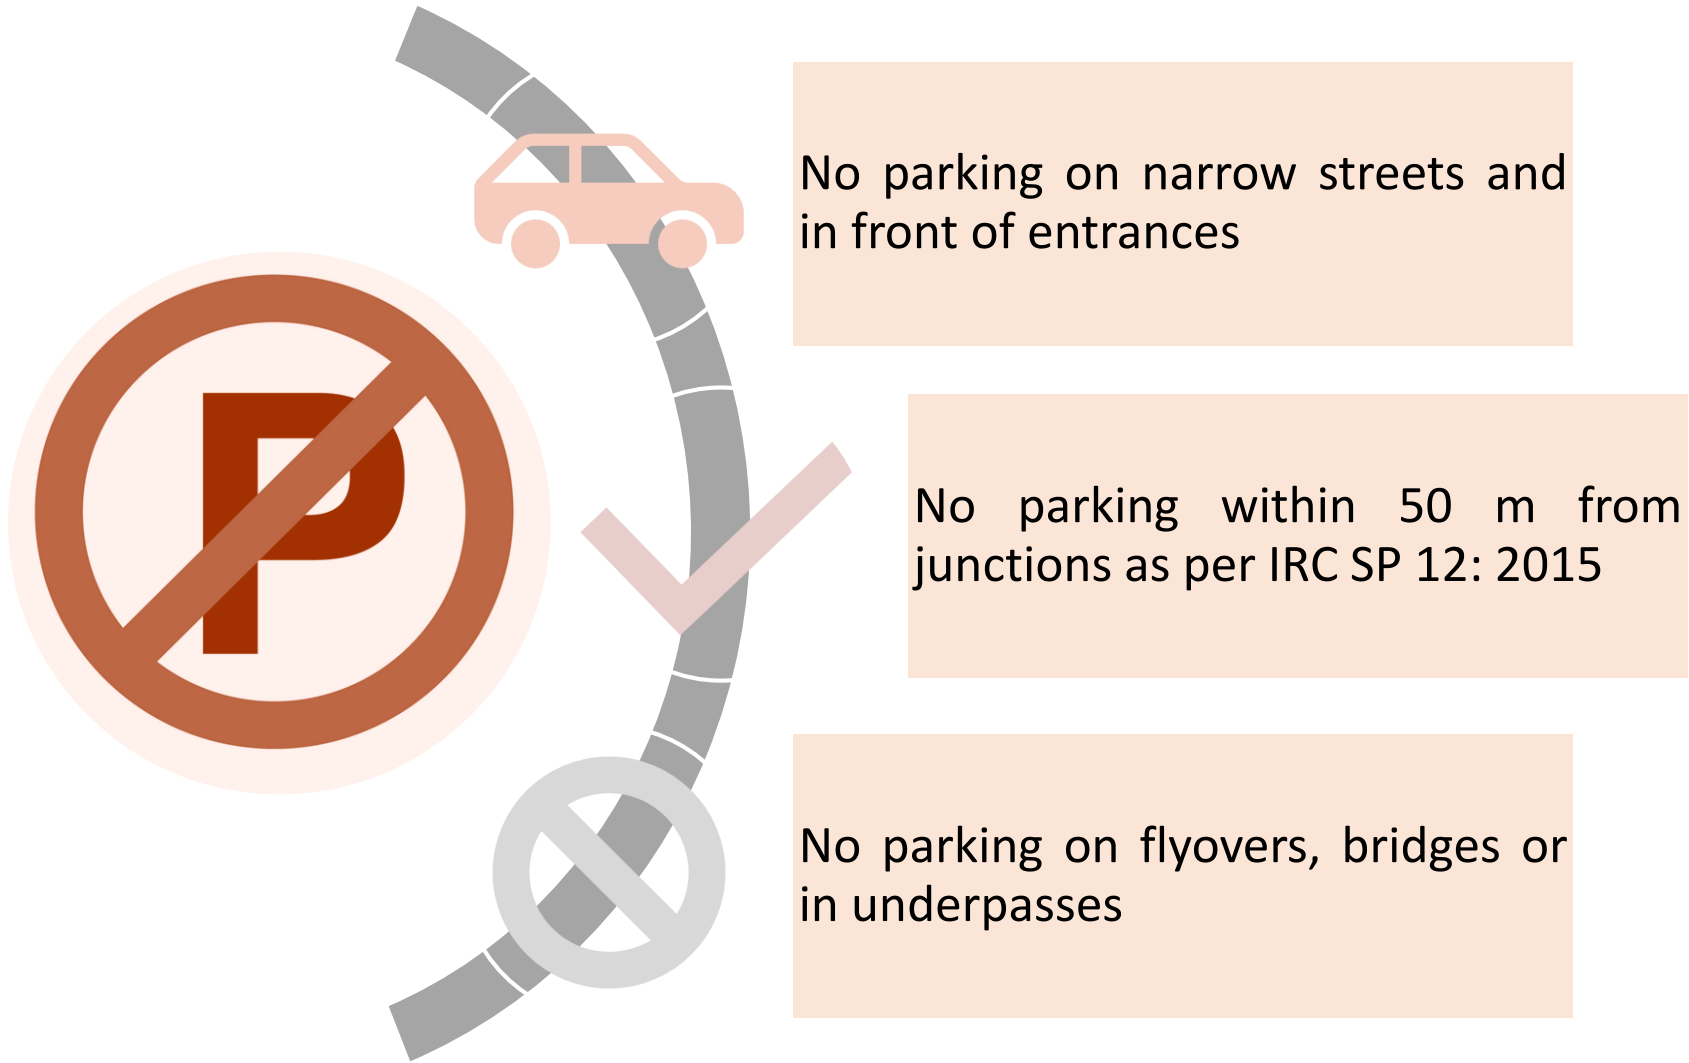 No parking on narrow streets and
in front of entrances
P
No parking within 50 m from
junctions as per IRC SP 12: 2015
No parking on flyovers, bridges or
in underpasses